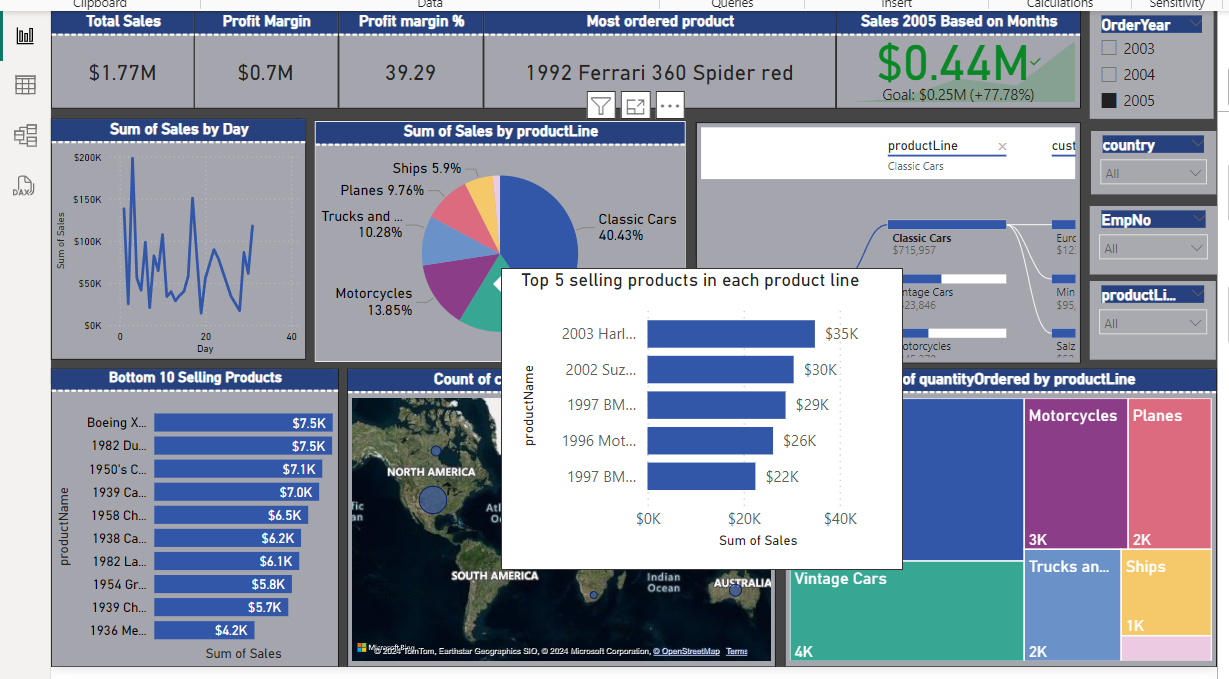 Clipboard
Data
Queries
Insert
Calculations
Sensitivity
Total Sales
$1.77M
Profit Margin
$0.7M
Profit margin %
39.29
Most ordered product
1992 Ferrari 360 Spider red
Sales 2005 Based on Months
$0.44M
Goal: $0.25M (+77.78%)
OrderYear
2003
2004
2005
country
All
EmpNo
All
productLi...
All
DAX
Sum of Sales by Day
Sum of Sales
$200K
$150K
$100K
$50K
$0K
0
20
40
Day
Sum of Sales by productLine
Ships 5.9%
Planes 9.76%
Trucks and ...
10.28%
Motorcycles
13.85%
Classic Cars
40.43%
productLine
Classic Cars
cust
Classic Cars
$715,957
ntage Cars
23,846
otorcycles
Euro
$12
Min
$95,
Salz
Top 5 selling products in each product line
productName
2003 Harl...
$35K
2002 Suz...
$30K
1997 BM...
$29K
1996 Mot...
$26K
1997 BM...
$22K
$0K
$20K
$40K
Sum of Sales
Bottom 10 Selling Products
productName
Boeing X...
$7.5K
1982 Du...
$7.5K
1950's C...
$7.1K
1939 Ca...
$7.0K
1958 Ch...
$6.5K
1938 Ca...
$6.2K
1982 La...
$6.1K
1954 Gr...
$5.8K
1939 Ch...
$5.7K
1936 Me...
$4.2K
Sum of Sales
Count of c
NORTH AMERICA
SOUTH AMERICA
Atl
Indian
Ocean
AUSTRALIA
© 2024 TomTom, Earthstar Geographics SIO, © 2024 Microsoft Corporation, © OpenStreetMap Terms
of quantityOrdered by productLine
Motorcycles
3K
Planes
2K
Vintage Cars
4K
Trucks an...
2K
Ships
1K